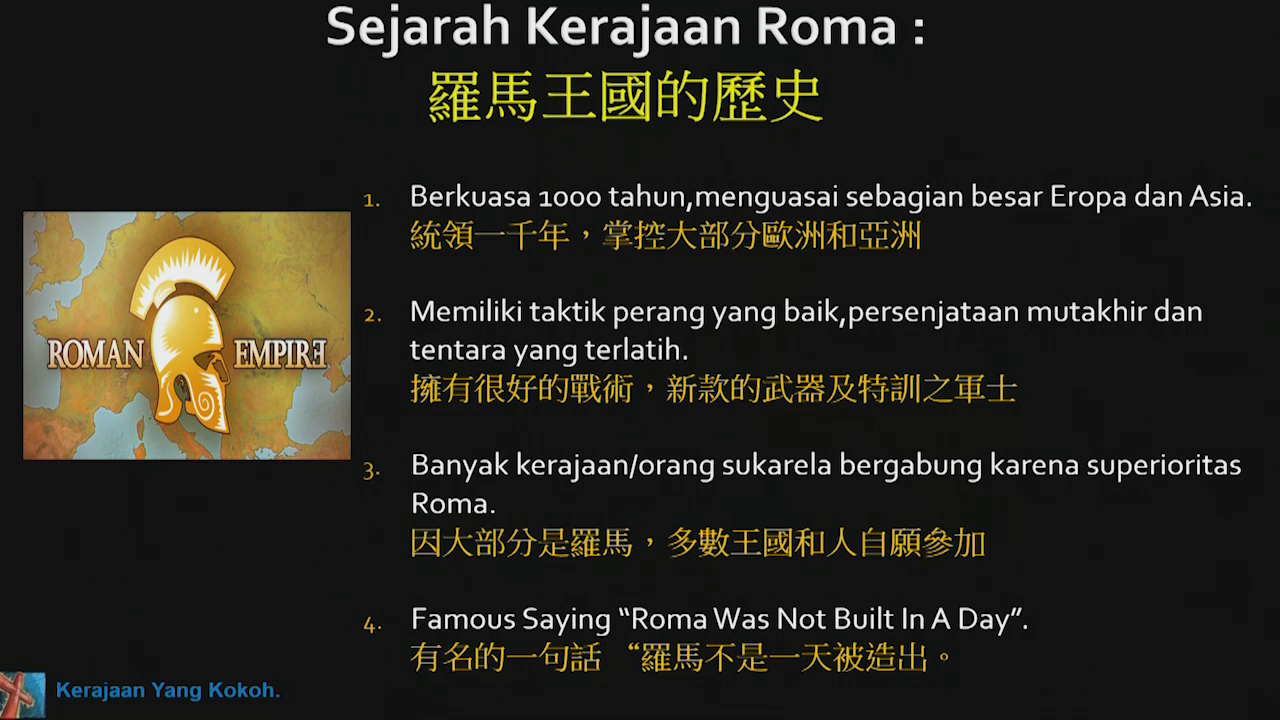 Sejarah Kerajaan Roma :
羅馬王國的歷史
ROMAN EMPIRE
1. Berkuasa 1000 tahun,menguasai sebagian besar Eropa dan Asia.
統領一千年，掌控大部分歐洲和亞洲
2. Memiliki taktik perang yang baik,persenjataan mutakhir dan
tentara yang terlatih.
擁有很好的戰術，新款的武器及特訓之軍士
3. Banyak kerajaan/orang sukarela bergabung karena superioritas
Roma.
因大部分是羅馬，多數王國和人自願參加
4. Famous Saying “Roma Was Not Built In A Day”.
有名的一句話 “羅馬不是一天被造出。
Kerajaan Yang Kokoh.